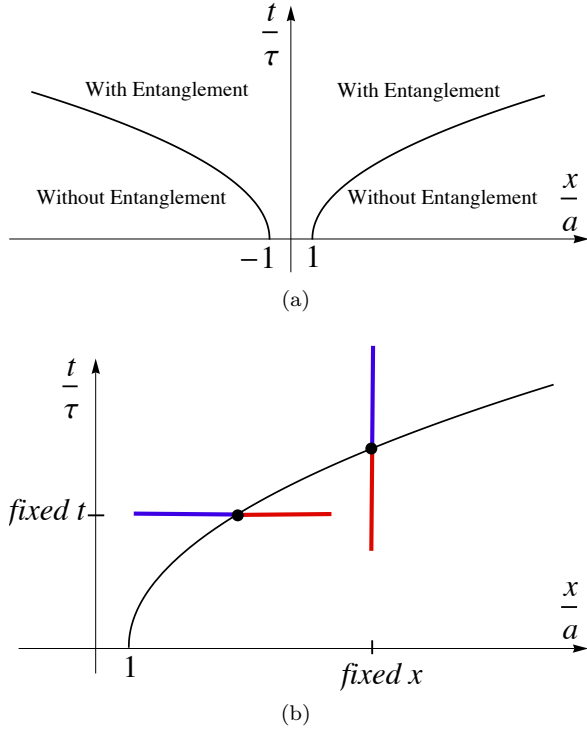 t
τ
With Entanglement
With Entanglement
Without Entanglement
Without Entanglement
x
a
−1
1
(a)
t
τ
fixed t
x
a
1
fixed x
(b)